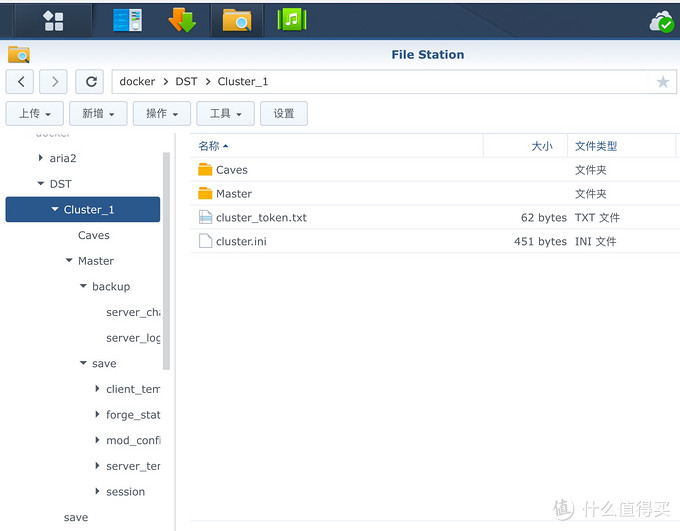 File Station
docker > DST > Cluster_1
上传 新增 操作 工具 设置
docker
aria2
DST
Cluster_1
Caves
Master
backup
server_cha
server_log
save
client_tem
forge_stat
mod_confi
server_ter
session
save
名称 大小 文件类型
Caves 文件夹
Master 文件夹
cluster_token.txt 62 bytes TXT 文件
cluster.ini 451 bytes INI 文件
值 什么值得买